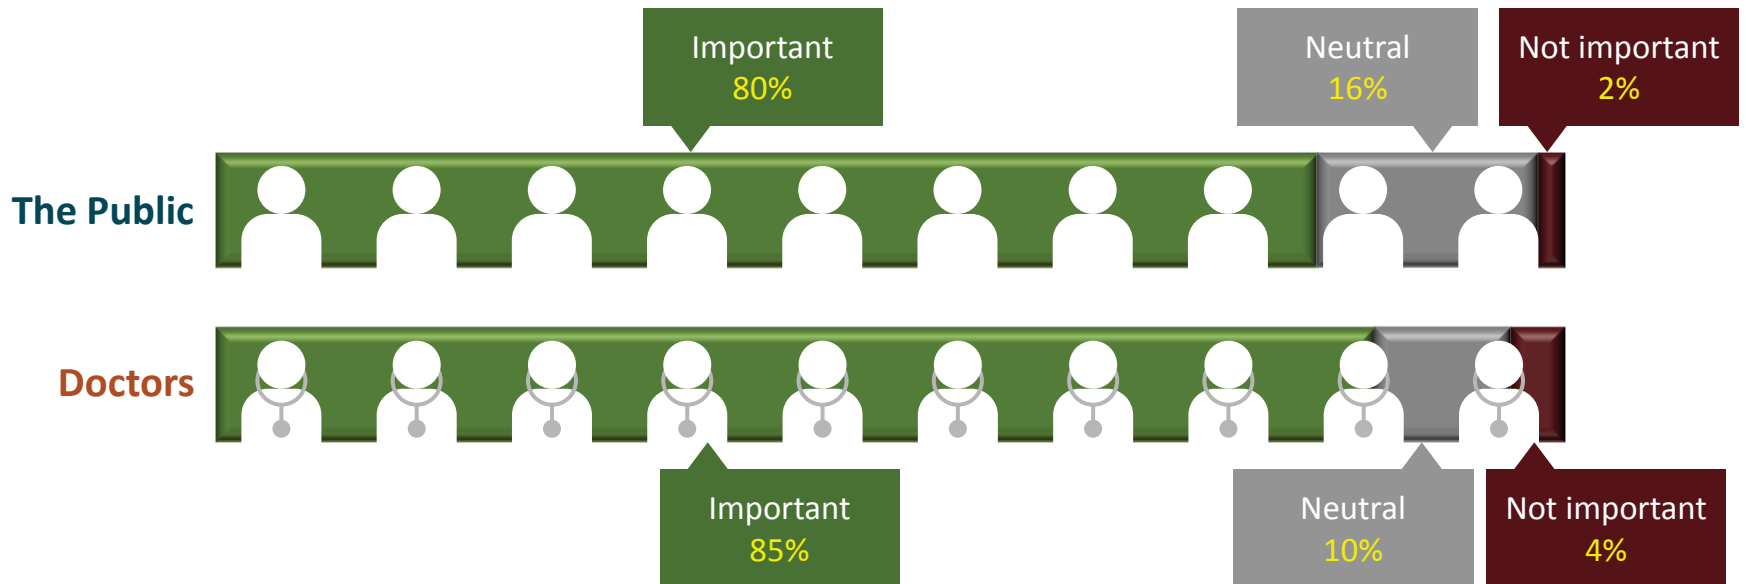 Important
80%
Neutral
16%
Not important
2%
The Public
Doctors
Important
85%
Neutral
10%
Not important
4%